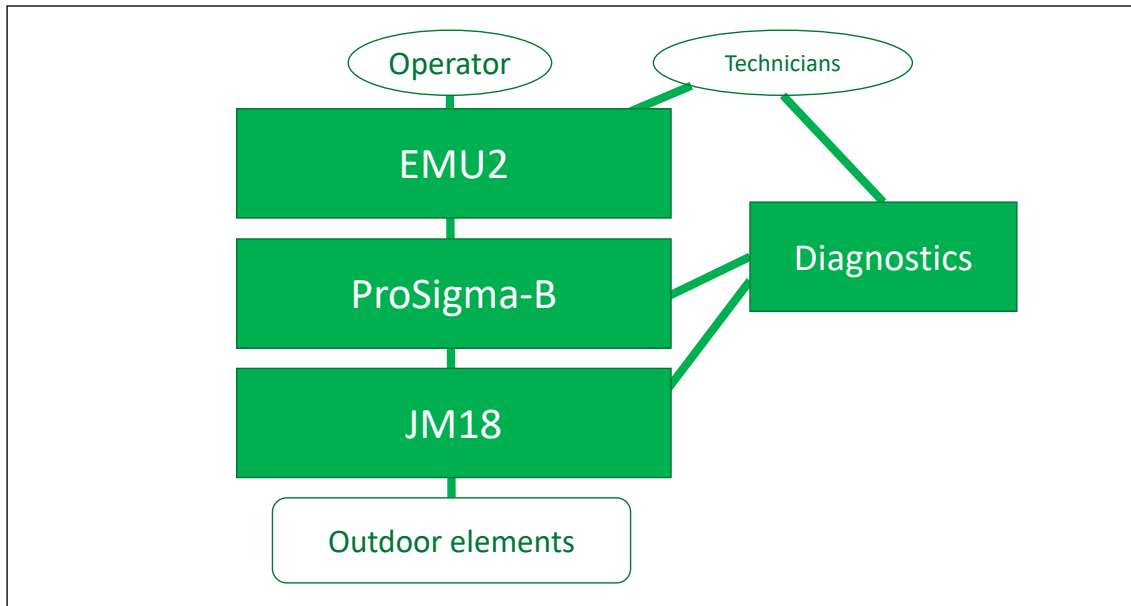 Operator
Technicians
EMU2
Diagnostics
ProSigma-B
JM18
Outdoor elements